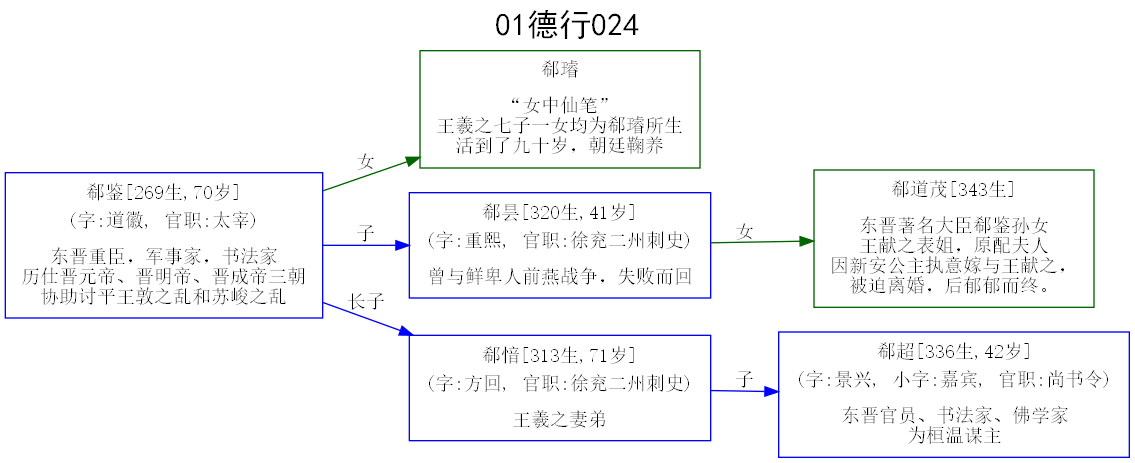 01德行024
郗璿
“女中仙笔”
王羲之七子一女均为郗璿所生
活到了九十岁，朝廷鞠养
女
郗鉴[269生,70岁]
(字:道徽, 官职:太宰)
东晋重臣，军事家，书法家
历仕晋元帝、晋明帝、晋成帝三朝
协助讨平王敦之乱和苏峻之乱
子
郗昙[320生,41岁]
(字:重熙, 官职:徐兖二州刺史)
曾与鲜卑人前燕战争，失败而回
女
郗道茂[343生]
东晋著名大臣郗鉴孙女
王献之表姐，原配夫人
因新安公主执意嫁与王献之，
被迫离婚，后郁郁而终。
长子
郗愔[313生,71岁]
(字:方回, 官职:徐兖二州刺史)
王羲之妻弟
子
郗超[336生,42岁]
(字:景兴, 小字:嘉宾, 官职:尚书令)
东晋官员、书法家、佛学家
为桓温谋主